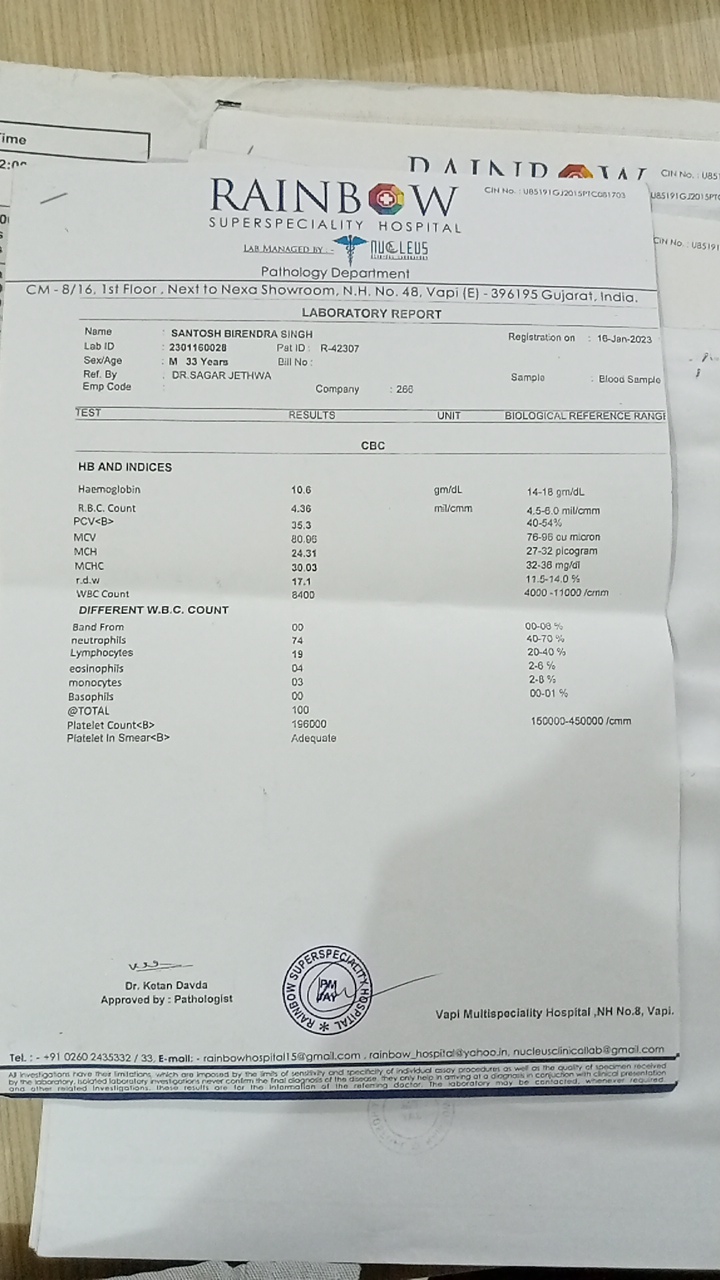 ime
RAINBOW
CIN No. : U851
RAINBOW
CIN No. : U85191GJ2015PTC081703
U85191GJ2015PTC
SUPERSPECIALITY HOSPITAL
CIN No. : U85191
LAB MANAGED BY :- NUCLEUS
Pathology Department
CM - 8/16, 1st Floor , Next to Nexa Showroom, N.H. No. 48, Vapi (E) - 396195 Gujarat, India.
LABORATORY REPORT
Name : SANTOSH BIRENDRA SINGH Registration on : 16-Jan-2023
Lab ID : 2301160028 Pat ID : R-42307
Sex/Age : M 33 Years Bill No :
Ref. By : DR.SAGAR JETHWA Sample : Blood Sample
Emp Code : Company : 266
TEST RESULTS UNIT BIOLOGICAL REFERENCE RANGE
CBC
HB AND INDICES
Haemoglobin 10.6 gm/dL 14-18 gm/dL
R.B.C. Count 4.36 mil/cmm 4.5-6.0 mil/cmm
PCV<B> 35.3 40-54%
MCV 80.96 76-96 cu micron
MCH 24.31 27-32 picogram
MCHC 30.03 32-36 mg/dl
r.d.w 17.1 11.5-14.0 %
WBC Count 8400 4000 -11000 /cmm
DIFFERENT W.B.C. COUNT
Band From 00 00-06 %
neutrophils 74 40-70 %
Lymphocytes 19 20-40 %
eosinophils 04 2-6 %
monocytes 03 2-8 %
Basophils 00 00-01 %
@TOTAL 100
Platelet Count<B> 196000 150000-450000 /cmm
Platelet In Smear<B> Adequate
Dr. Ketan Davda
Approved by : Pathologist
RAINBOW SUPERSPECIALITY HOSPITAL
VAPI
Vapi Multispeciality Hospital ,NH No.8, Vapi.
Tel. : - +91 0260 2435332 / 33, E-mail: - rainbowhospital15@gmail.com , rainbow_hospital@yahoo.in, nucleusclinicallab@gmail.com
All investigations have their limitations, which are imposed by the limits of sensitivity and specificity of individual assay procedures as well as the quality of specimen received
by the laboratory. Isolated laboratory investigations never confirm the final diagnosis of the disease. they only help in arriving at a diagnosis in conjuction with clinical presentation
and other related investigations. these results are for the information of the referring doctor. The laboratory may be contacted, whenever required.